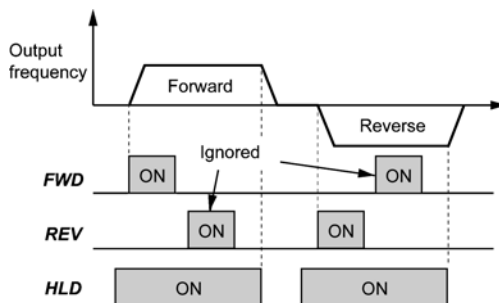 Output
frequency
Forward
Reverse
Ignored
FWD ON ON
REV ON ON
HLD ON ON